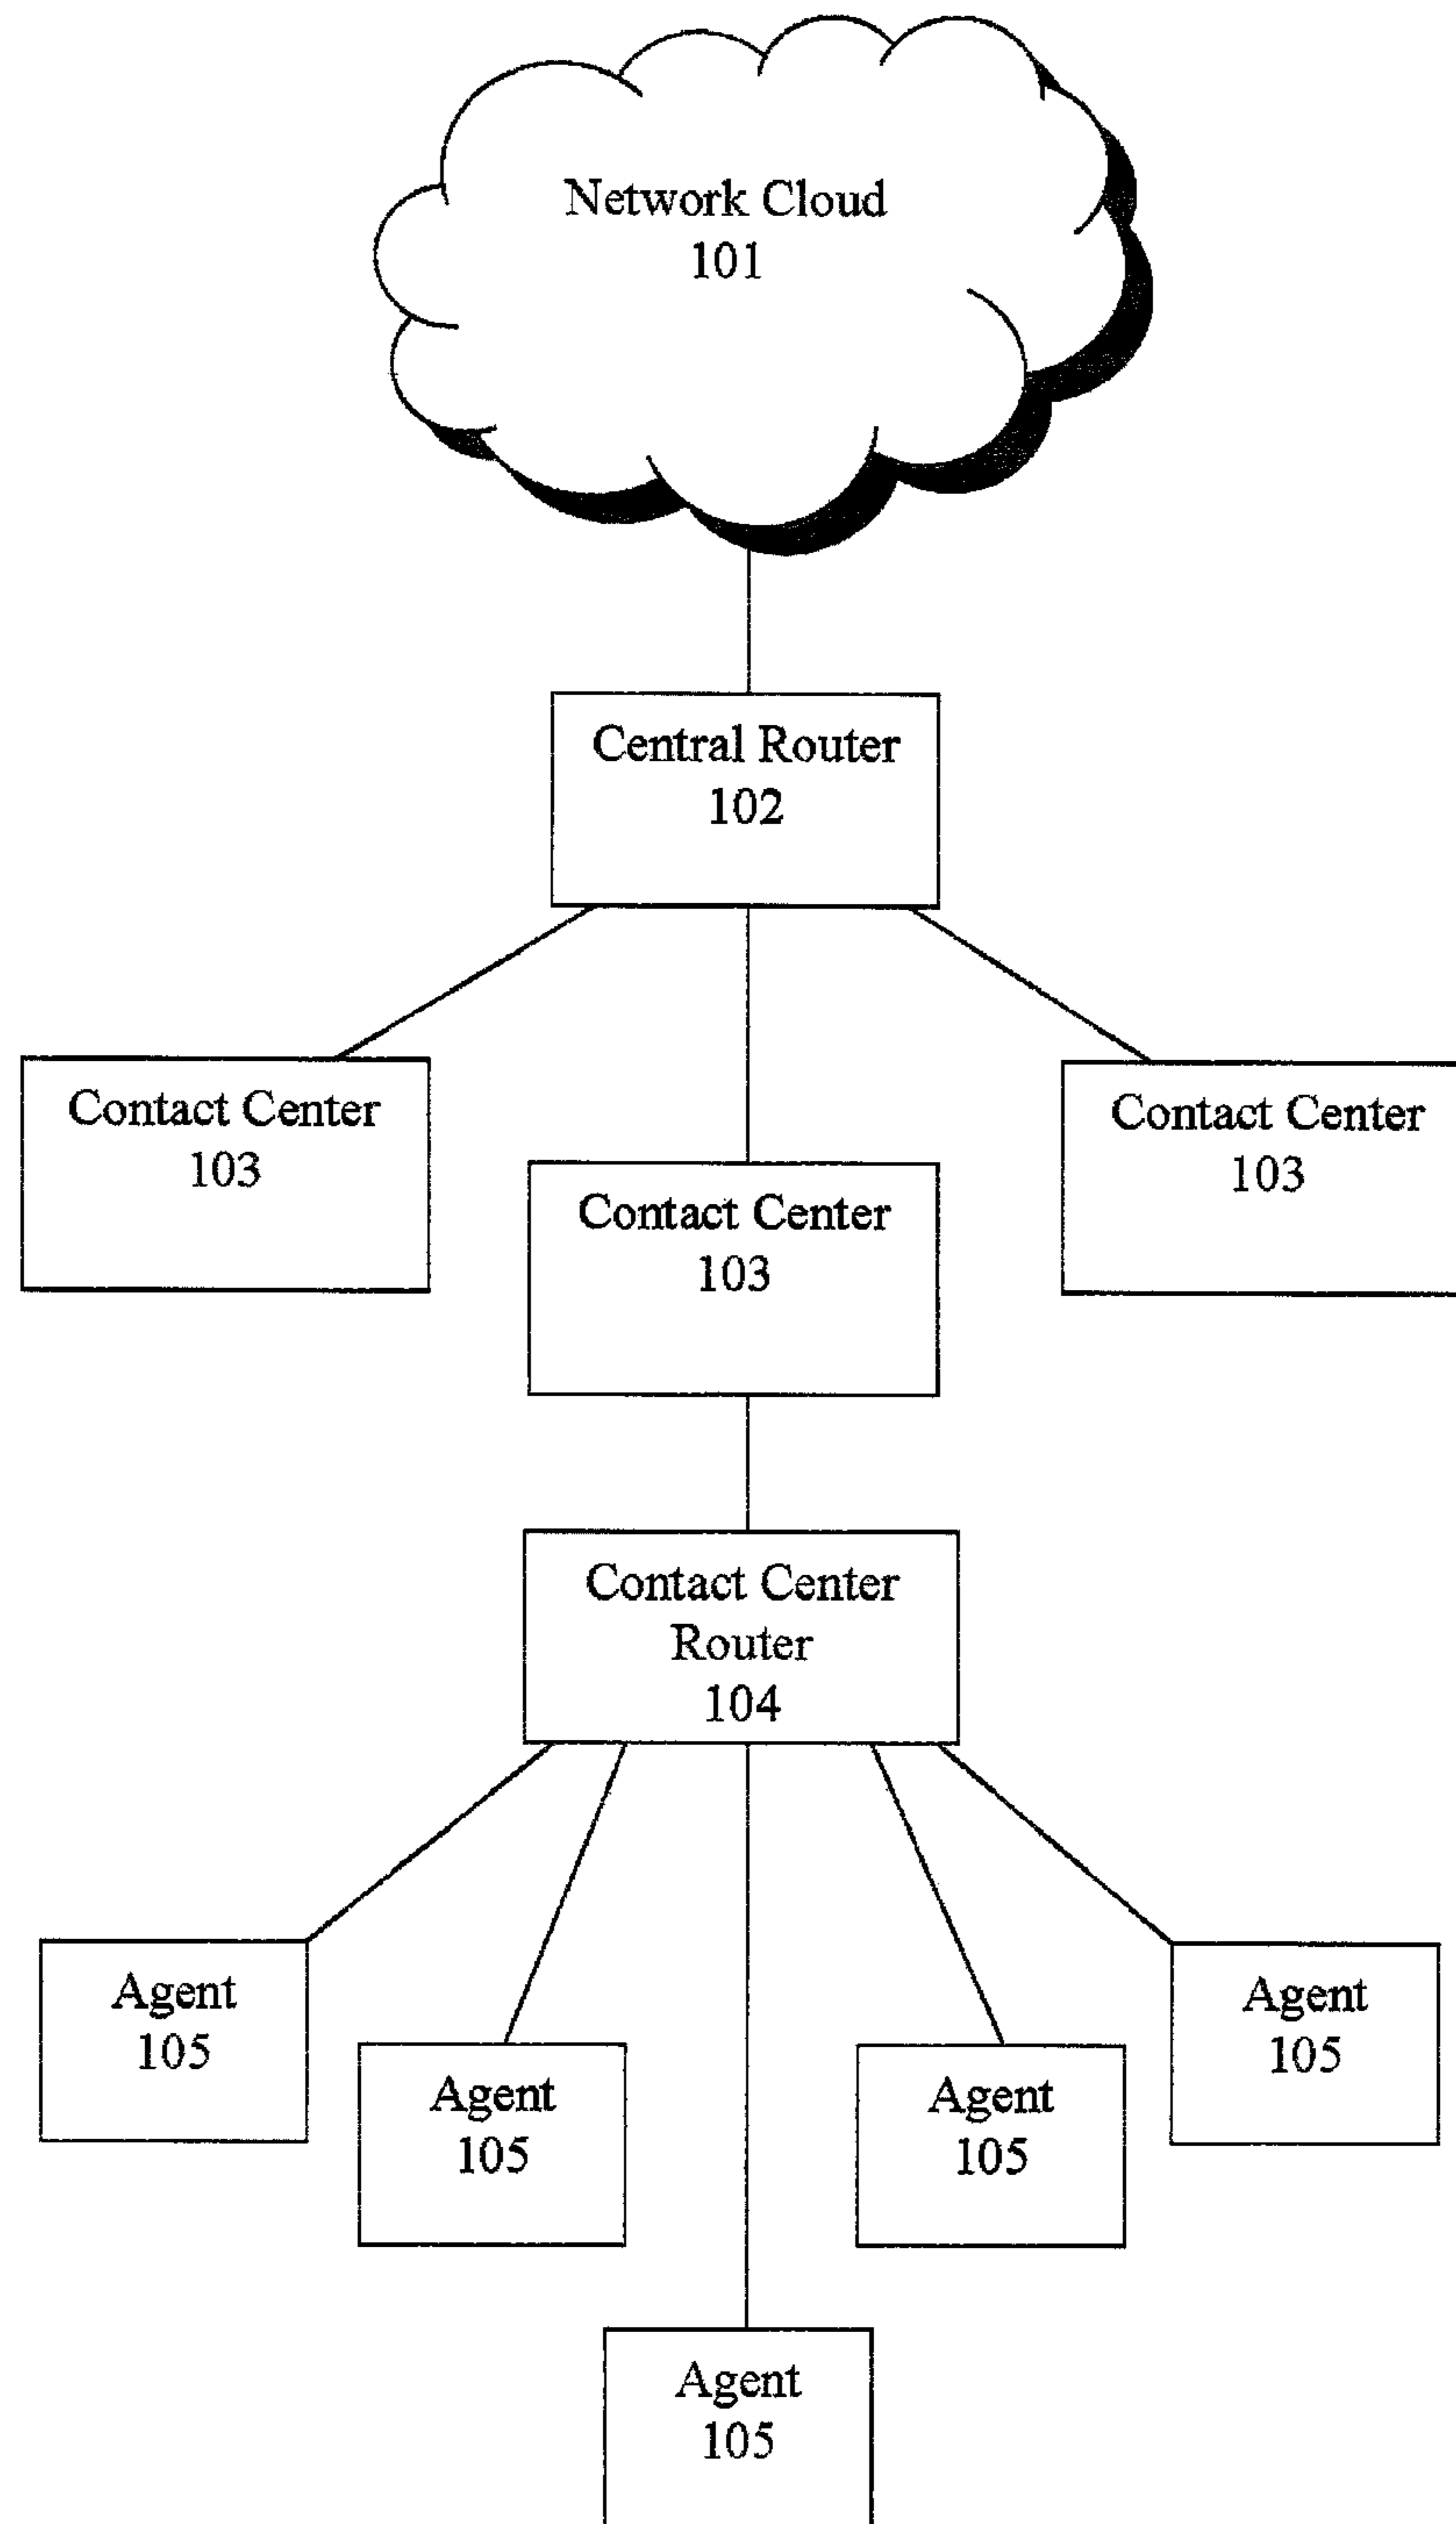 Network Cloud
101
Central Router
102
Contact Center
103
Contact Center
103
Contact Center
103
Contact Center
Router
104
Agent
105
Agent
105
Agent
105
Agent
105
Agent
105